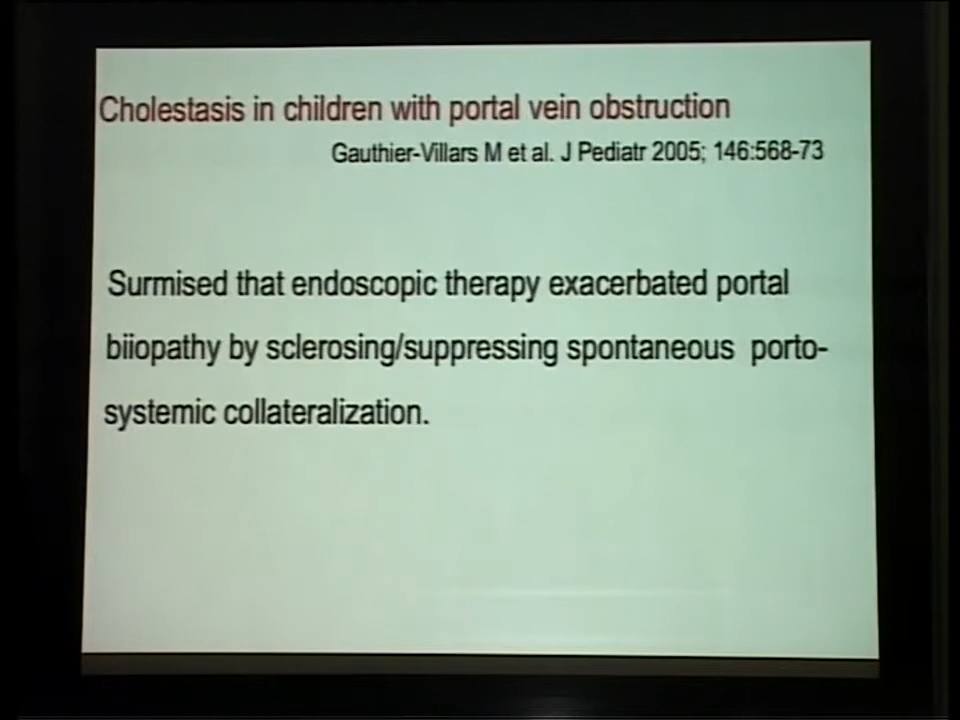 Cholestasis in children with portal vein obstruction
Gauthier-Villars M et al. J Pediatr 2005; 146:568-73
Surmised that endoscopic therapy exacerbated portal
biiopathy by sclerosing/suppressing spontaneous porto-
systemic collateralization.